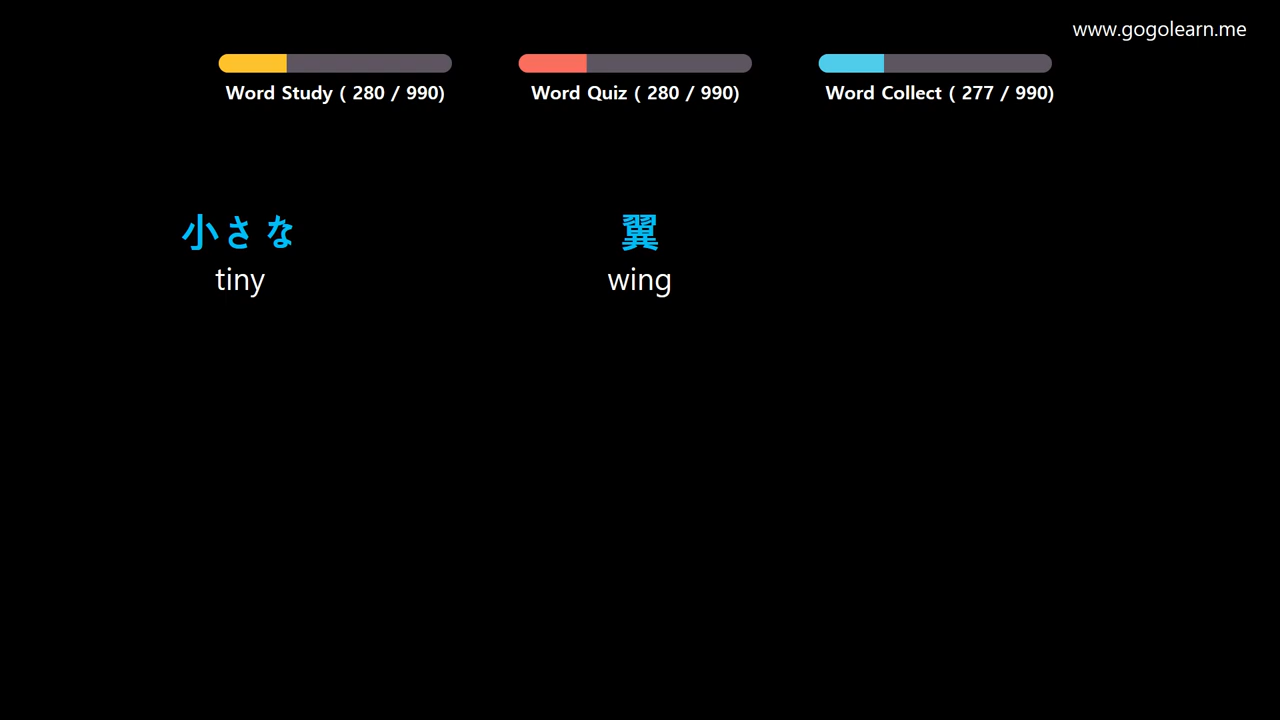 www.gogolearn.me
Word Study ( 280 / 990)
Word Quiz ( 280 / 990)
Word Collect ( 277 / 990)
小さな
翼
tiny
wing